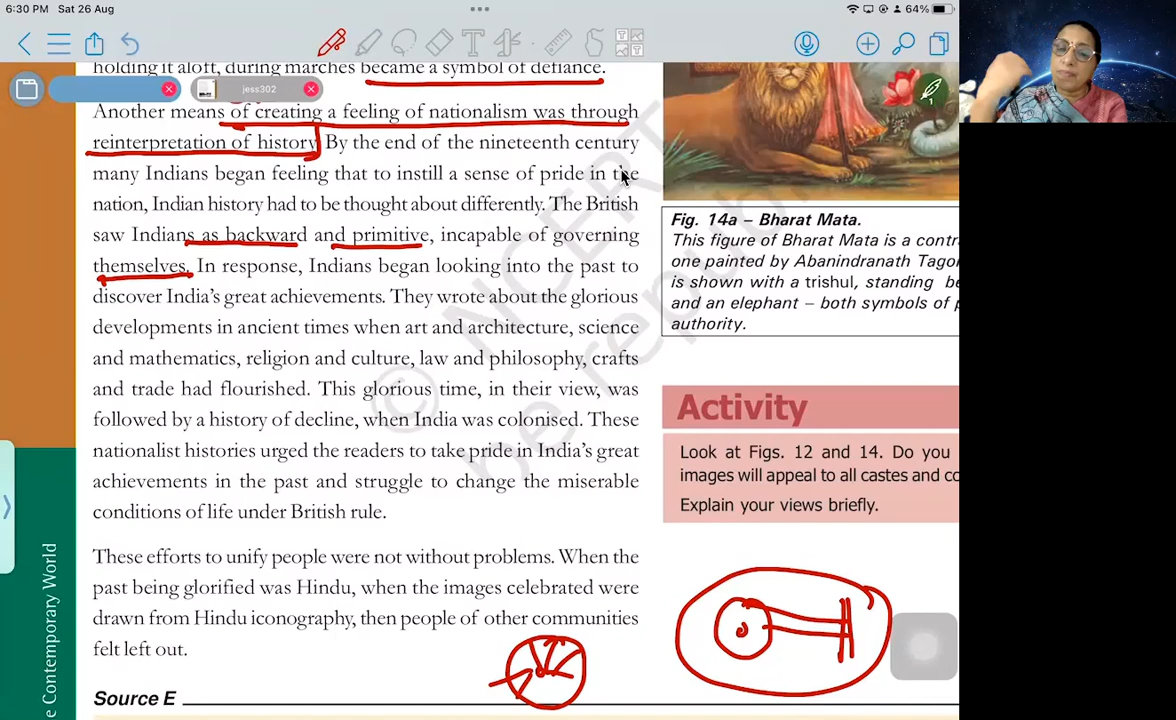 6:30 PM Sat 26 Aug
64%
jess302
holding it aloft, during marches became a symbol of defiance.
Another means of creating a feeling of nationalism was through
reinterpretation of history. By the end of the nineteenth century
many Indians began feeling that to instill a sense of pride in the
nation, Indian history had to be thought about differently. The British
saw Indians as backward and primitive, incapable of governing
themselves. In response, Indians began looking into the past to
discover India's great achievements. They wrote about the glorious
developments in ancient times when art and architecture, science
and mathematics, religion and culture, law and philosophy, crafts
and trade had flourished. This glorious time, in their view, was
followed by a history of decline, when India was colonised. These
nationalist histories urged the readers to take pride in India's great
achievements in the past and struggle to change the miserable
conditions of life under British rule.
These efforts to unify people were not without problems. When the
past being glorified was Hindu, when the images celebrated were
drawn from Hindu iconography, then people of other communities
felt left out.
Source E
Fig. 14a – Bharat Mata.
This figure of Bharat Mata is a
one painted by Abanindranath
is shown with a trishul, standing
and an elephant – both symbols of
authority.
Activity
Look at Figs. 12 and 14. Do you
images will appeal to all castes and
Explain your views briefly.
Contemporary World
© NCERT
be